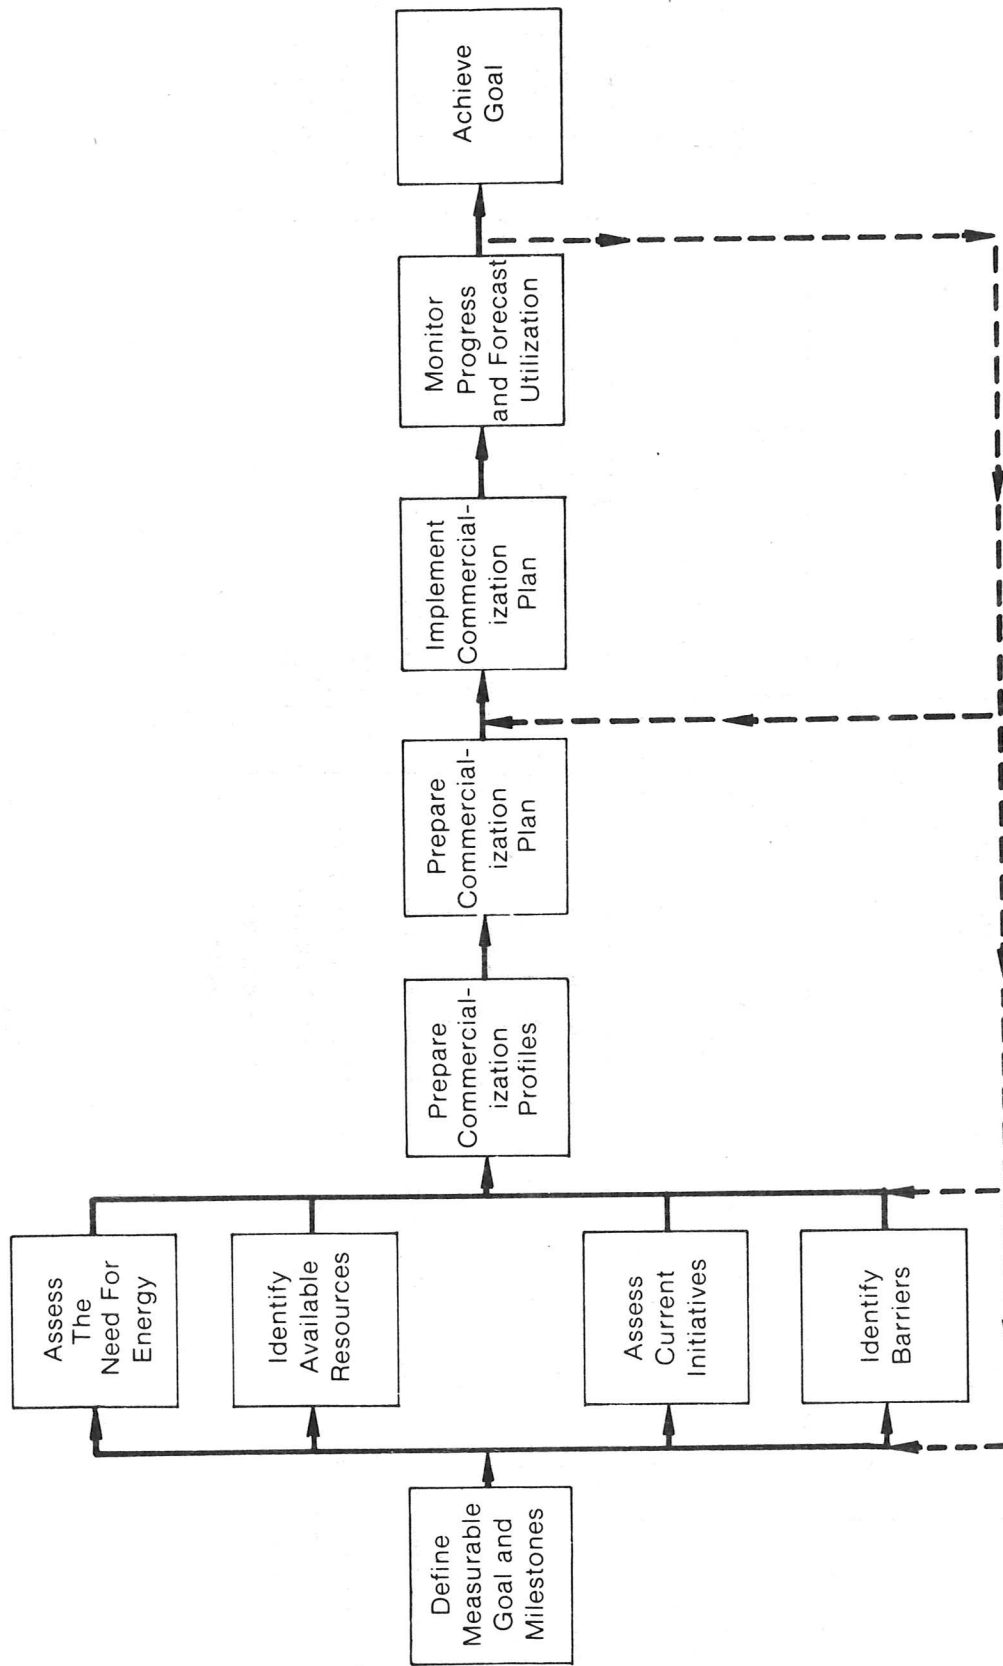 Define
Measurable
Goal and
Milestones
Assess
The
Need For
Energy
Identify
Available
Resources
Assess
Current
Initiatives
Identify
Barriers
Prepare
Commercial-
ization
Profiles
Prepare
Commercial-
ization
Plan
Implement
Commercial-
ization
Plan
Monitor
Progress
and Forecast
Utilization
Achieve
Goal